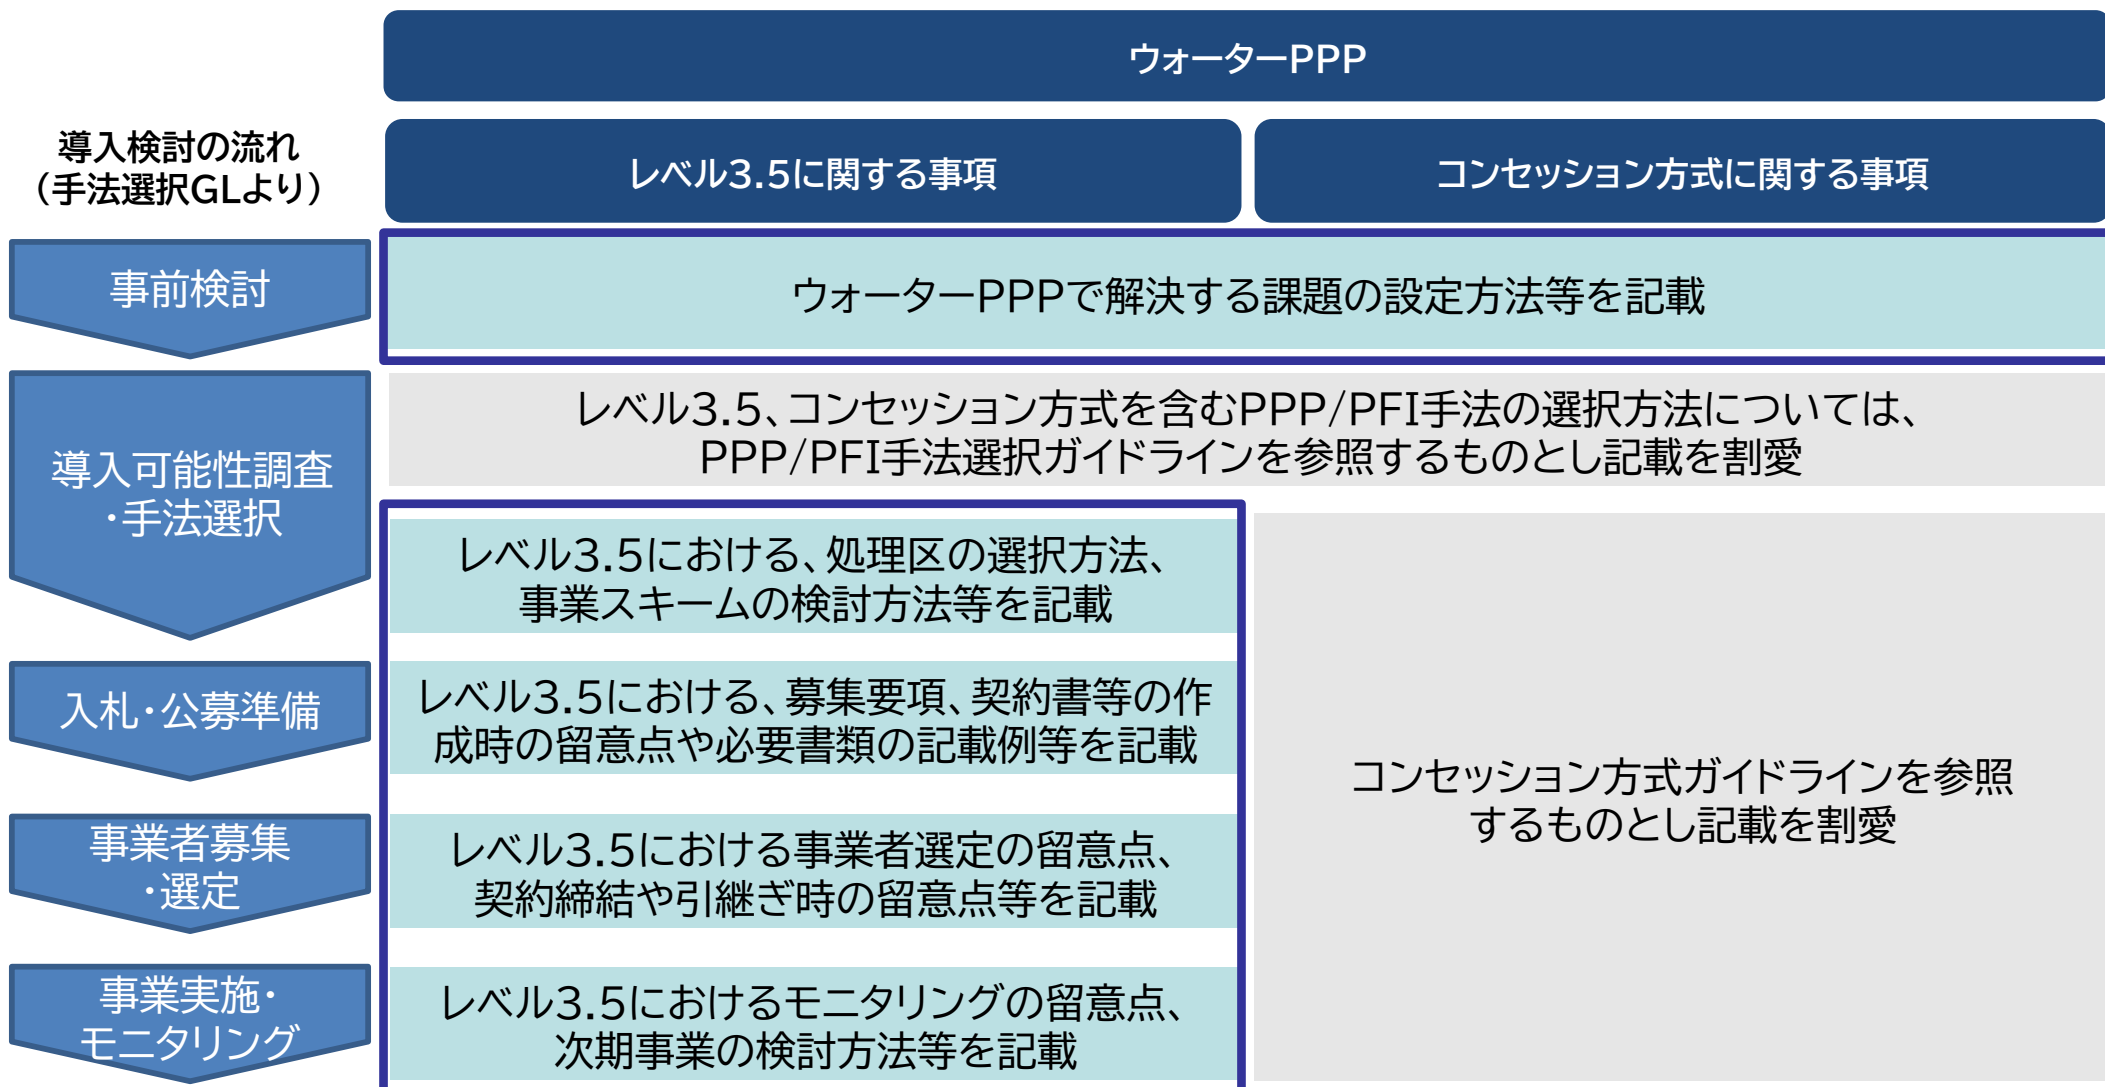 ウォーターPPP
導入検討の流れ
(手法選択GLより)
レベル3.5に関する事項
コンセッション方式に関する事項
事前検討
ウォーターPPPで解決する課題の設定方法等を記載
導入可能性調査
・手法選択
レベル3.5、コンセッション方式を含むPPP/PFI手法の選択方法については、
PPP/PFI手法選択ガイドラインを参照するものとし記載を割愛
レベル3.5における、処理区の選択方法、
事業スキームの検討方法等を記載
入札・公募準備
レベル3.5における、募集要項、契約書等の作
成時の留意点や必要書類の記載例等を記載
コンセッション方式ガイドラインを参照
するものとし記載を割愛
事業者募集
・選定
レベル3.5における事業者選定の留意点、
契約締結や引継ぎ時の留意点等を記載
事業実施・
モニタリング
レベル3.5におけるモニタリングの留意点、
次期事業の検討方法等を記載